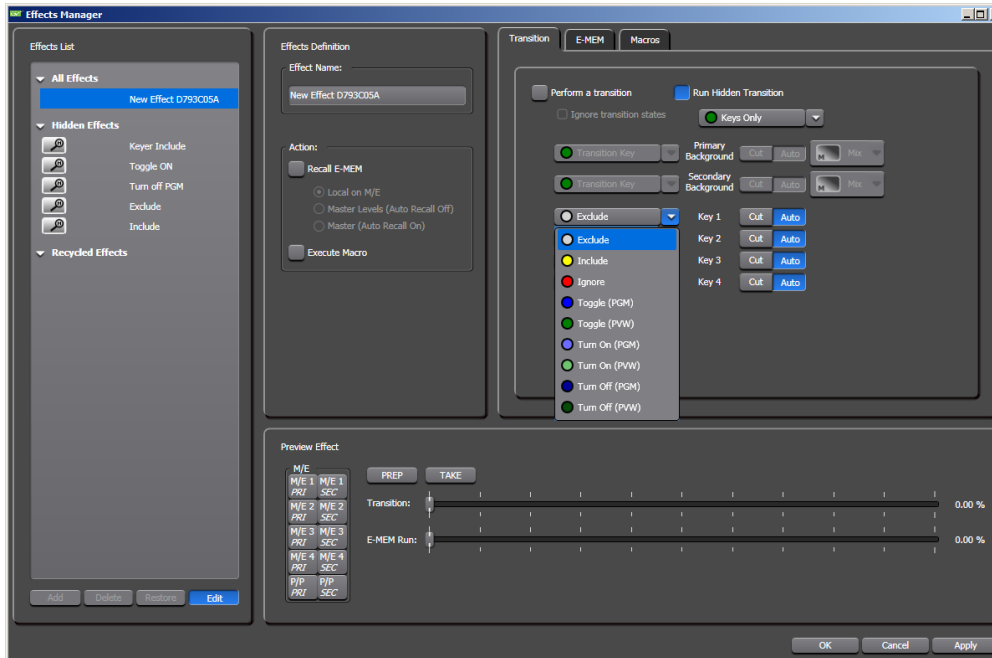 Effects Manager
Effects List
All Effects
New Effect D793C05A
Hidden Effects
Keyer Include
Toggle ON
Turn off PGM
Exclude
Include
Recycled Effects
Add Delete Restore Edit
Effects Definition
Effect Name:
New Effect D793C05A
Action:
Recall E-MEM
Local on M/E
Master Levels (Auto Recall Off)
Master (Auto Recall On)
Execute Macro
Transition E-MEM Macros
Perform a transition Run Hidden Transition
Ignore transition states Keys Only
Transition Key Primary Background Cut Auto M Mix
Transition Key Secondary Background Cut Auto M Mix
Exclude Key 1 Cut Auto
Exclude Key 2 Cut Auto
Include Key 3 Cut Auto
Ignore Key 4 Cut Auto
Toggle (PGM)
Toggle (PVW)
Turn On (PGM)
Turn On (PVW)
Turn Off (PGM)
Turn Off (PVW)
Preview Effect
M/E
M/E 1 PRI M/E 1 SEC
M/E 2 PRI M/E 2 SEC
M/E 3 PRI M/E 3 SEC
M/E 4 PRI M/E 4 SEC
P/P PRI P/P SEC
PREP TAKE
Transition: 0.00 %
E-MEM Run: 0.00 %
OK Cancel Apply